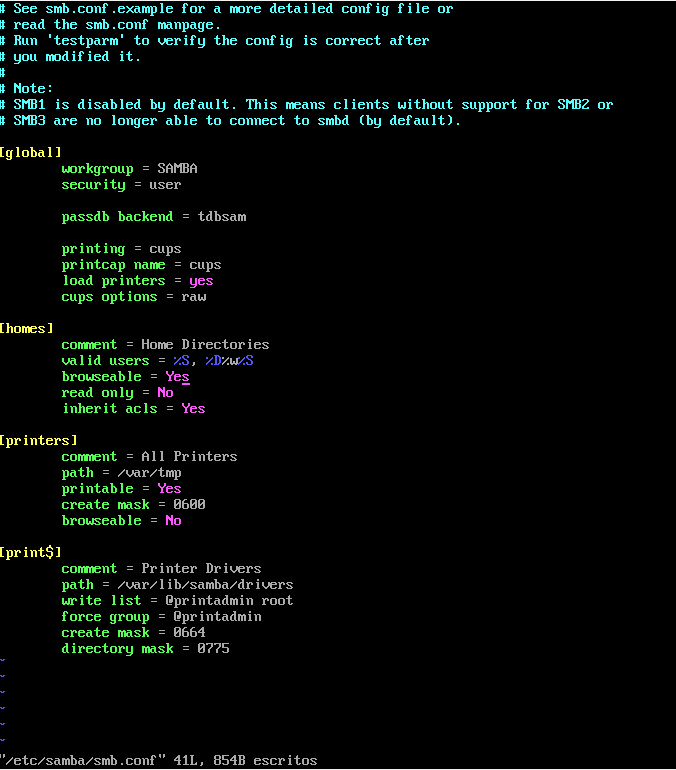 # See smb.conf.example for a more detailed config file or
# read the smb.conf manpage.
# Run 'testparm' to verify the config is correct after
# you modified it.
#
# Note:
# SMB1 is disabled by default. This means clients without support for SMB2 or
# SMB3 are no longer able to connect to smbd (by default).
[global]
workgroup = SAMBA
security = user
passdb backend = tdbsam
printing = cups
printcap name = cups
load printers = yes
cups options = raw
[homes]
comment = Home Directories
valid users = %S, %D%w%S
browseable = Yes
read only = No
inherit acls = Yes
[printers]
comment = All Printers
path = /var/tmp
printable = Yes
create mask = 0600
browseable = No
[print$]
comment = Printer Drivers
path = /var/lib/samba/drivers
write list = @printadmin root
force group = @printadmin
create mask = 0664
directory mask = 0775
~
~
~
~
~
~
"/etc/samba/smb.conf" 41L, 854B escritos